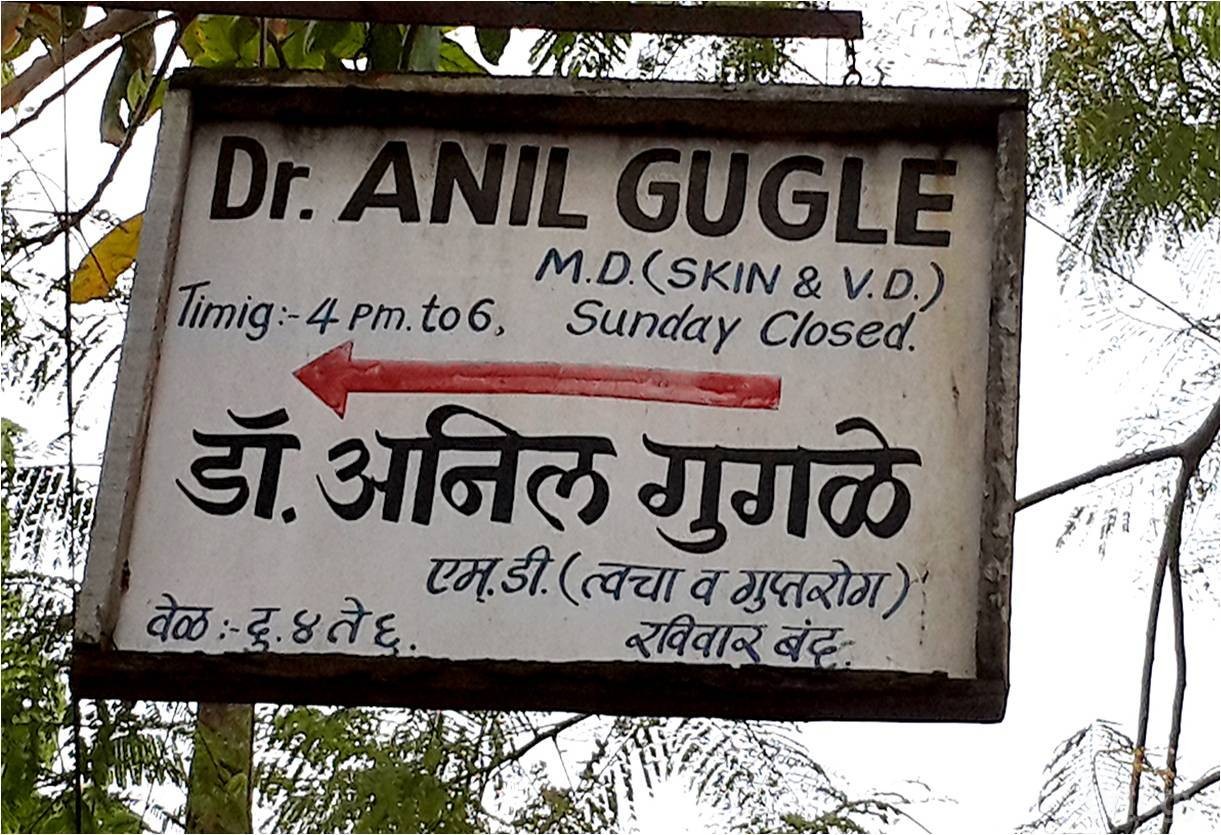 Dr. ANIL GUGLE
M.D. (SKIN & V.D.)
Timig:- 4 Pm. to 6, Sunday Closed.
डॉ. अनिल गुगळे
एम्. डी. (त्वचा व गुप्तरोग)
वेळ :- दु. ४ ते ६. रविवार बंद.